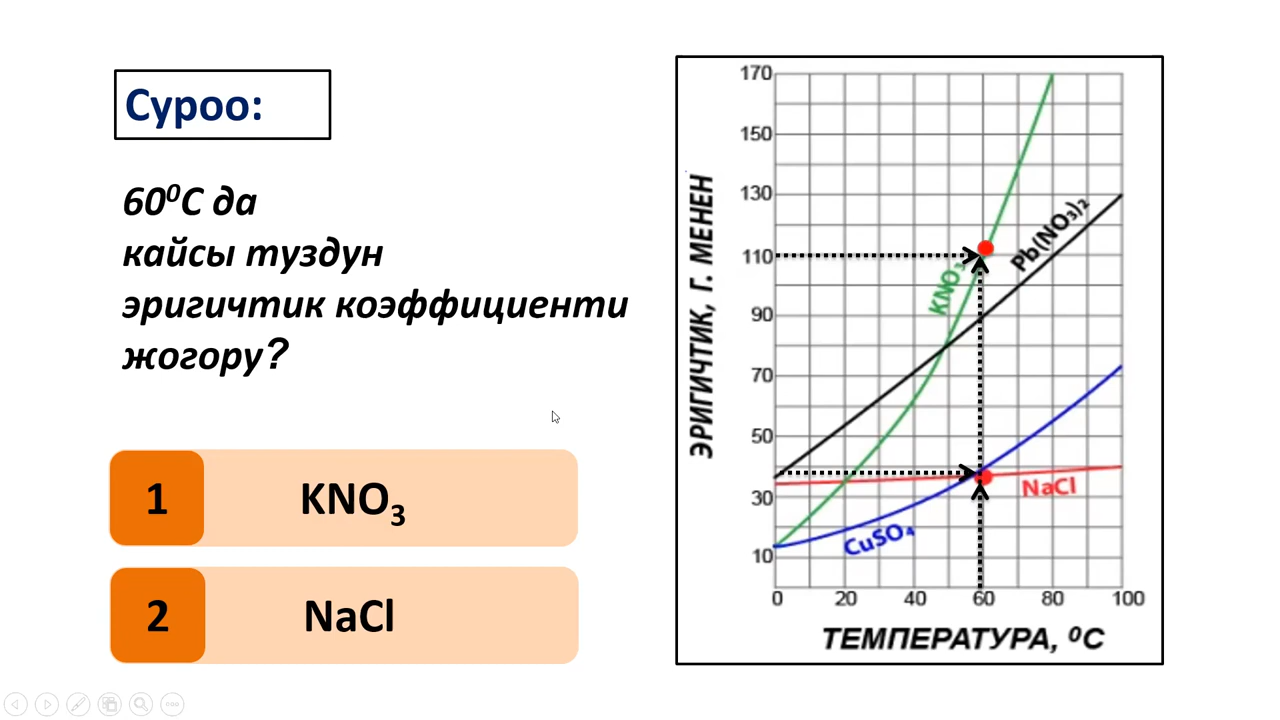 Суроо:
60⁰С да
кайсы туздун
эригичтик коэффициенти
жогору?
1 KNO₃
2 NaCl
ЭРИГИЧТИК, Г. МЕНЕН
170
150
130
110
90
70
50
30
10
KNO₃
Pb(NO₃)₂
NaCl
CuSO₄
0 20 40 60 80 100
ТЕМПЕРАТУРА, ⁰С